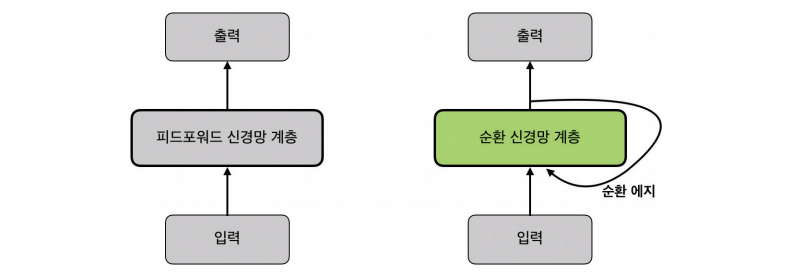 출력
피드포워드 신경망 계층
입력
출력
순환 신경망 계층
순환 에지
입력